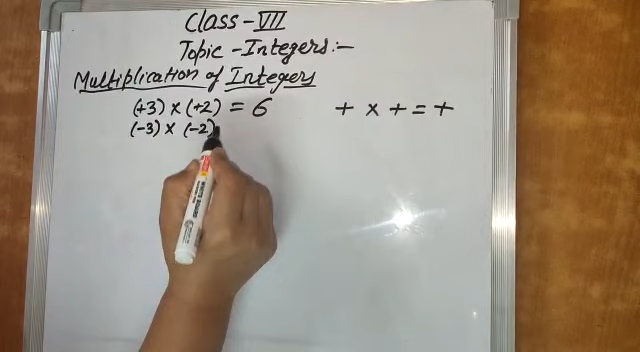 Class-VII
Topic -Integers:-
Multiplication of Integers
(+3) × (+2) = 6 + × + = +
(-3) × (-2)